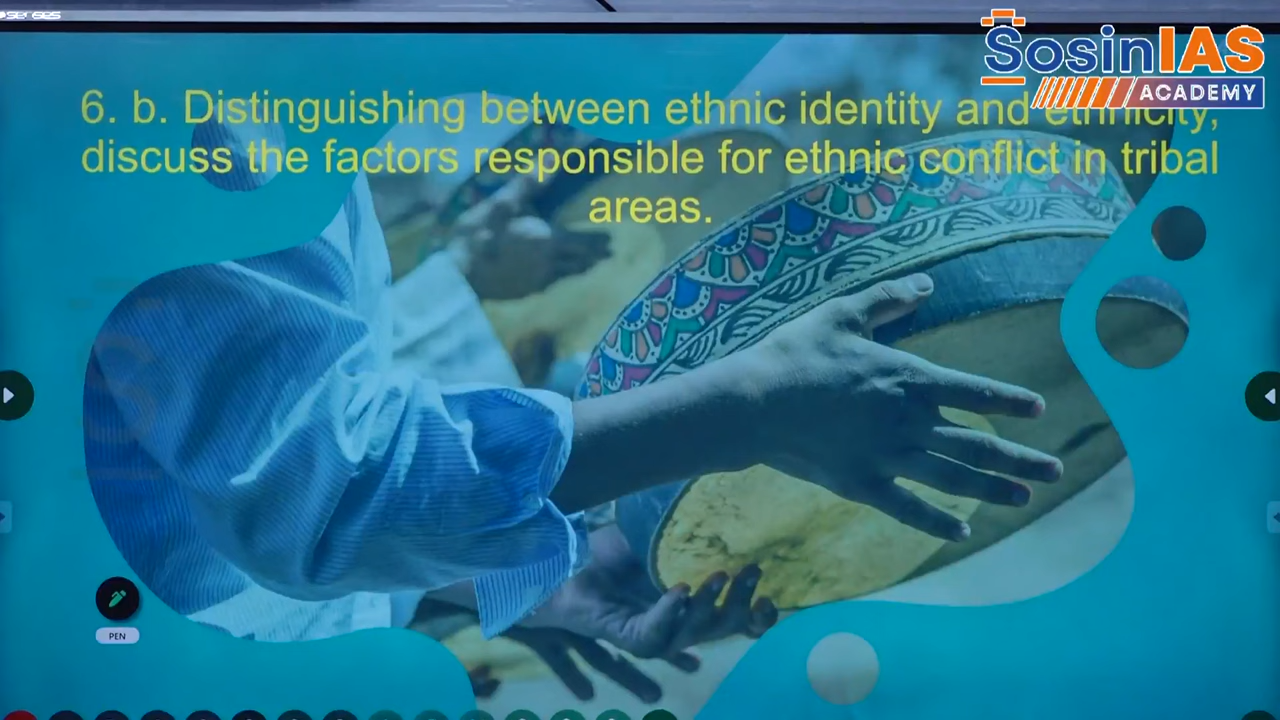 SosinIAS
ACADEMY
6. b. Distinguishing between ethnic identity and ethnicity,
discuss the factors responsible for ethnic conflict in tribal
areas.
PEN